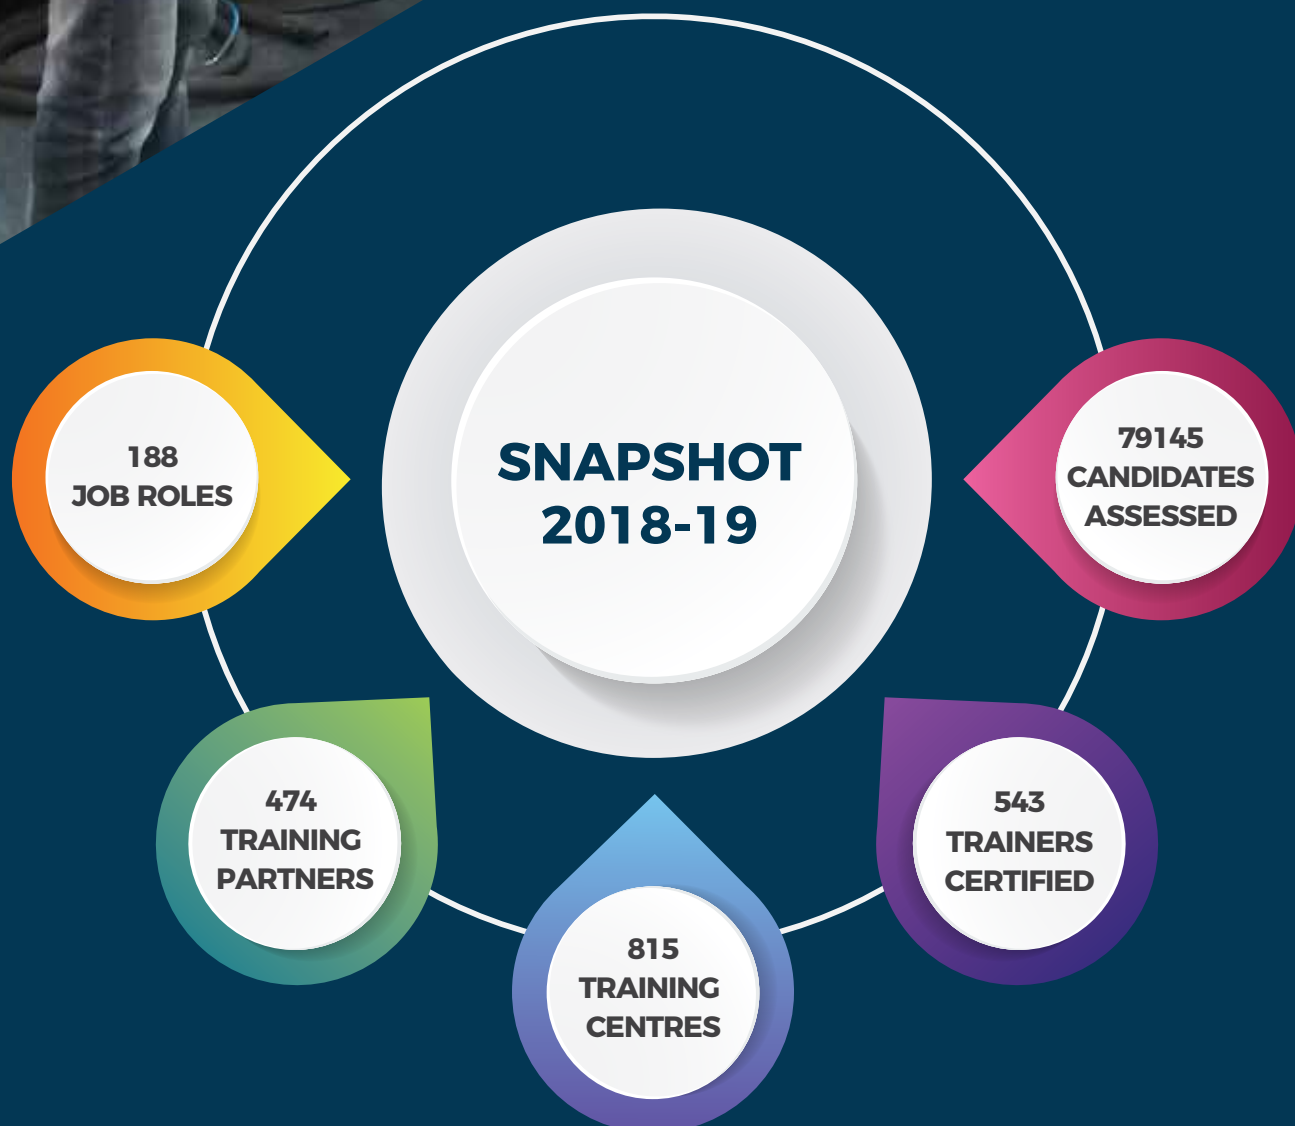 SNAPSHOT
2018-19
188
JOB ROLES
474
TRAINING
PARTNERS
815
TRAINING
CENTRES
543
TRAINERS
CERTIFIED
79145
CANDIDATES
ASSESSED